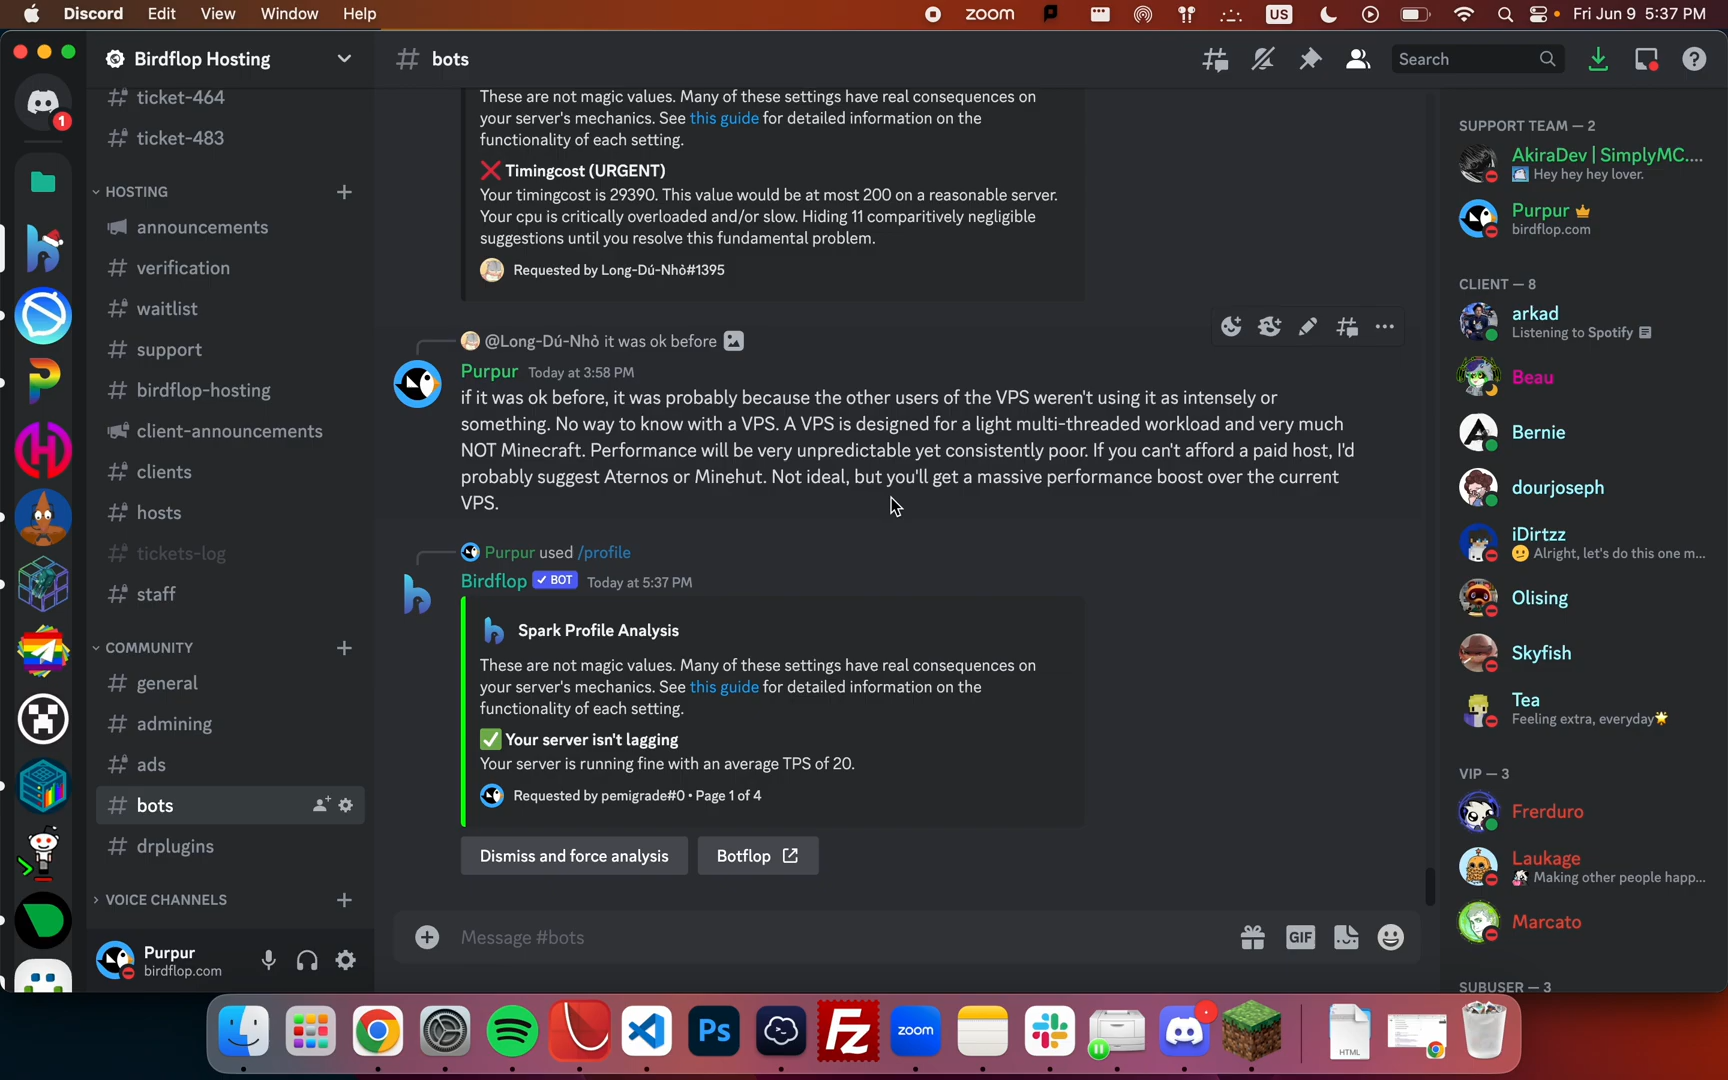 Discord Edit View Window Help
zoom
US
Fri Jun 9 5:37 PM
1
Birdflop Hosting
# ticket-464
# ticket-483
HOSTING
announcements
# verification
# waitlist
# support
# birdflop-hosting
client-announcements
# clients
# hosts
# tickets-log
# staff
COMMUNITY
# general
# admining
# ads
# bots
# drplugins
VOICE CHANNELS
Purpur
birdflop.com
# bots
Search
These are not magic values. Many of these settings have real consequences on
your server's mechanics. See this guide for detailed information on the
functionality of each setting.
❌ Timingcost (URGENT)
Your timingcost is 29390. This value would be at most 200 on a reasonable server.
Your cpu is critically overloaded and/or slow. Hiding 11 comparitively negligible
suggestions until you resolve this fundamental problem.
Requested by Long-Dú-Nhỏ#1395
@Long-Dú-Nhỏ it was ok before
Purpur Today at 3:58 PM
if it was ok before, it was probably because the other users of the VPS weren't using it as intensely or
something. No way to know with a VPS. A VPS is designed for a light multi-threaded workload and very much
NOT Minecraft. Performance will be very unpredictable yet consistently poor. If you can't afford a paid host, I'd
probably suggest Aternos or Minehut. Not ideal, but you'll get a massive performance boost over the current
VPS.
Purpur used /profile
Birdflop ✓ BOT Today at 5:37 PM
Spark Profile Analysis
These are not magic values. Many of these settings have real consequences on
your server's mechanics. See this guide for detailed information on the
functionality of each setting.
✅ Your server isn't lagging
Your server is running fine with an average TPS of 20.
Requested by pemigrade#0 • Page 1 of 4
Dismiss and force analysis
Botflop
Message #bots
GIF
SUPPORT TEAM — 2
AkiraDev | SimplyMC....
Hey hey hey lover.
Purpur
birdflop.com
CLIENT — 8
arkad
Listening to Spotify
Beau
Bernie
dourjoseph
iDirtzz
Alright, let's do this one m...
Olising
Skyfish
Tea
Feeling extra, everyday
VIP — 3
Frerduro
Laukage
Making other people happ...
Marcato
SUBUSER — 3
Ps
Fz
zoom
HTML